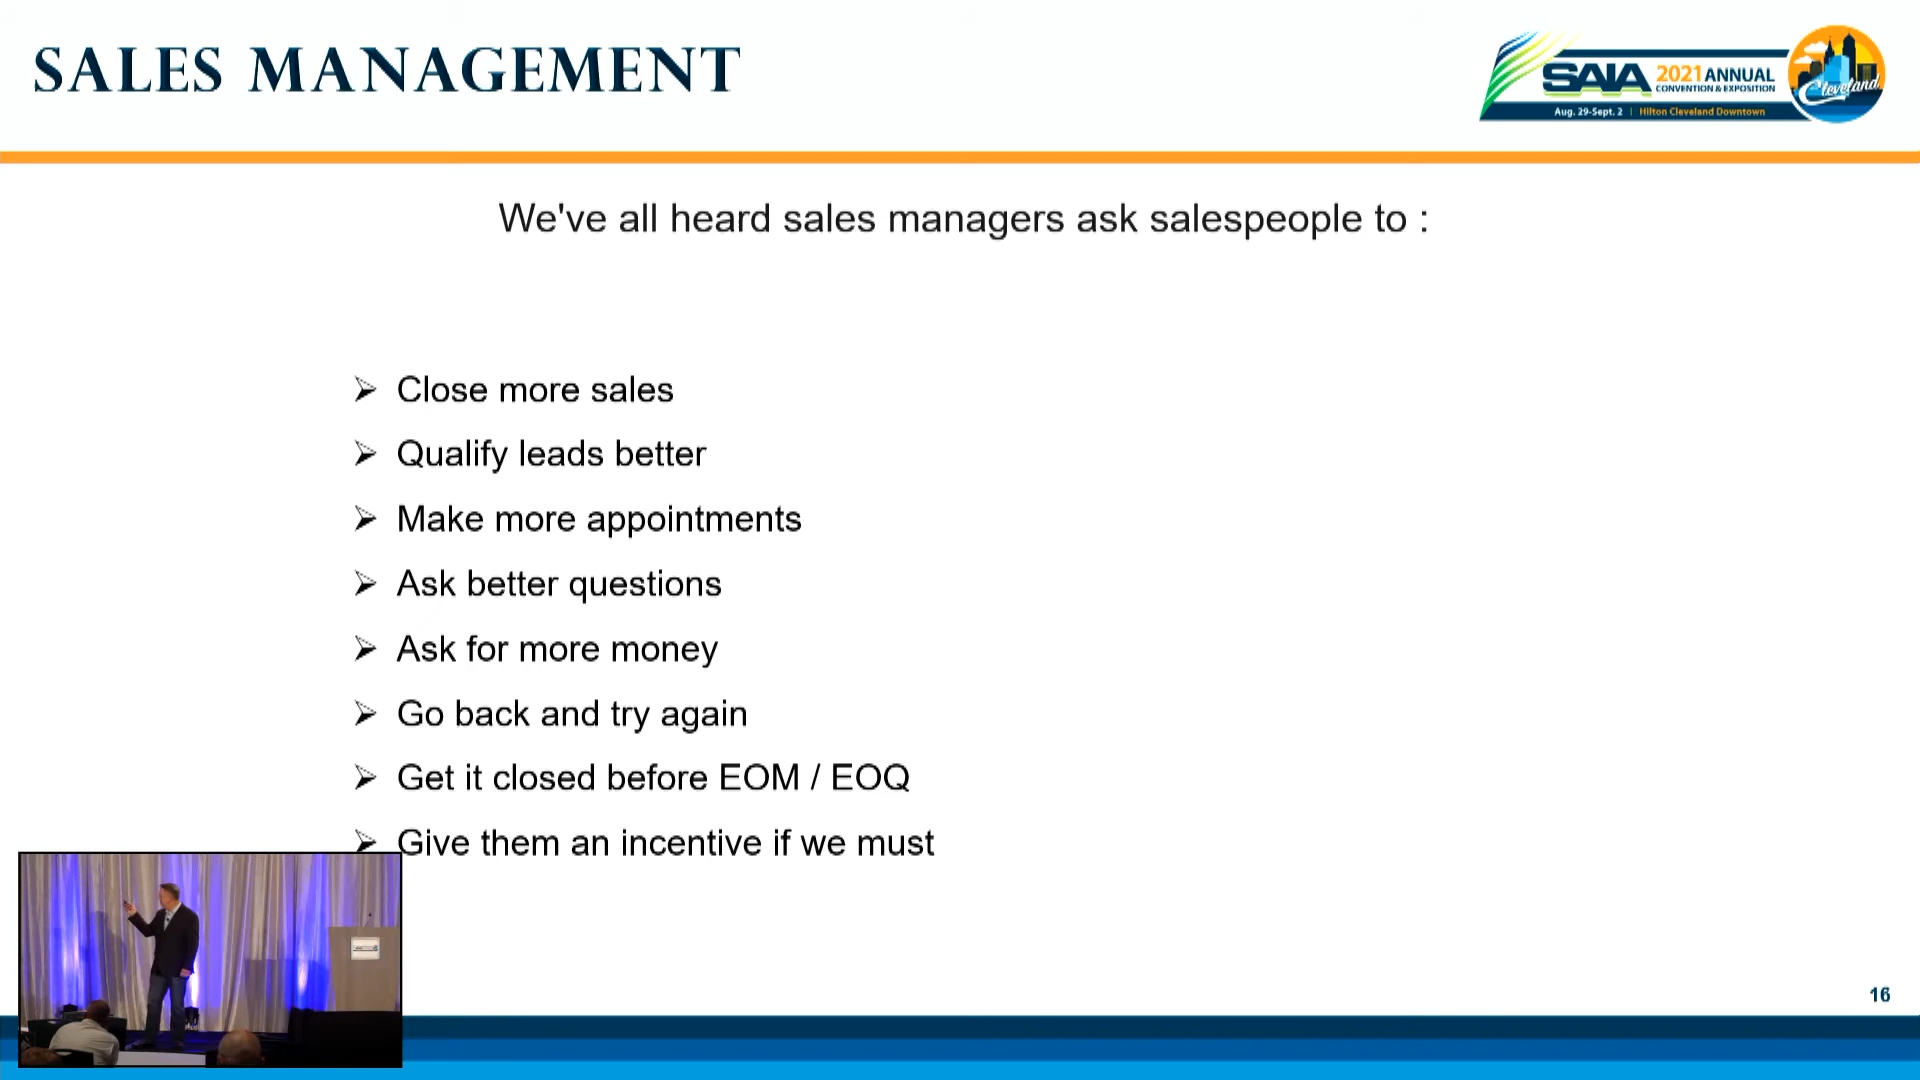 SALES MANAGEMENT
SAIA 2021 ANNUAL
CONVENTION & EXPOSITION
Cleveland
Aug. 29-Sept. 2 | Hilton Cleveland Downtown
We've all heard sales managers ask salespeople to :
➢ Close more sales
➢ Qualify leads better
➢ Make more appointments
➢ Ask better questions
➢ Ask for more money
➢ Go back and try again
➢ Get it closed before EOM / EOQ
➢ Give them an incentive if we must
16